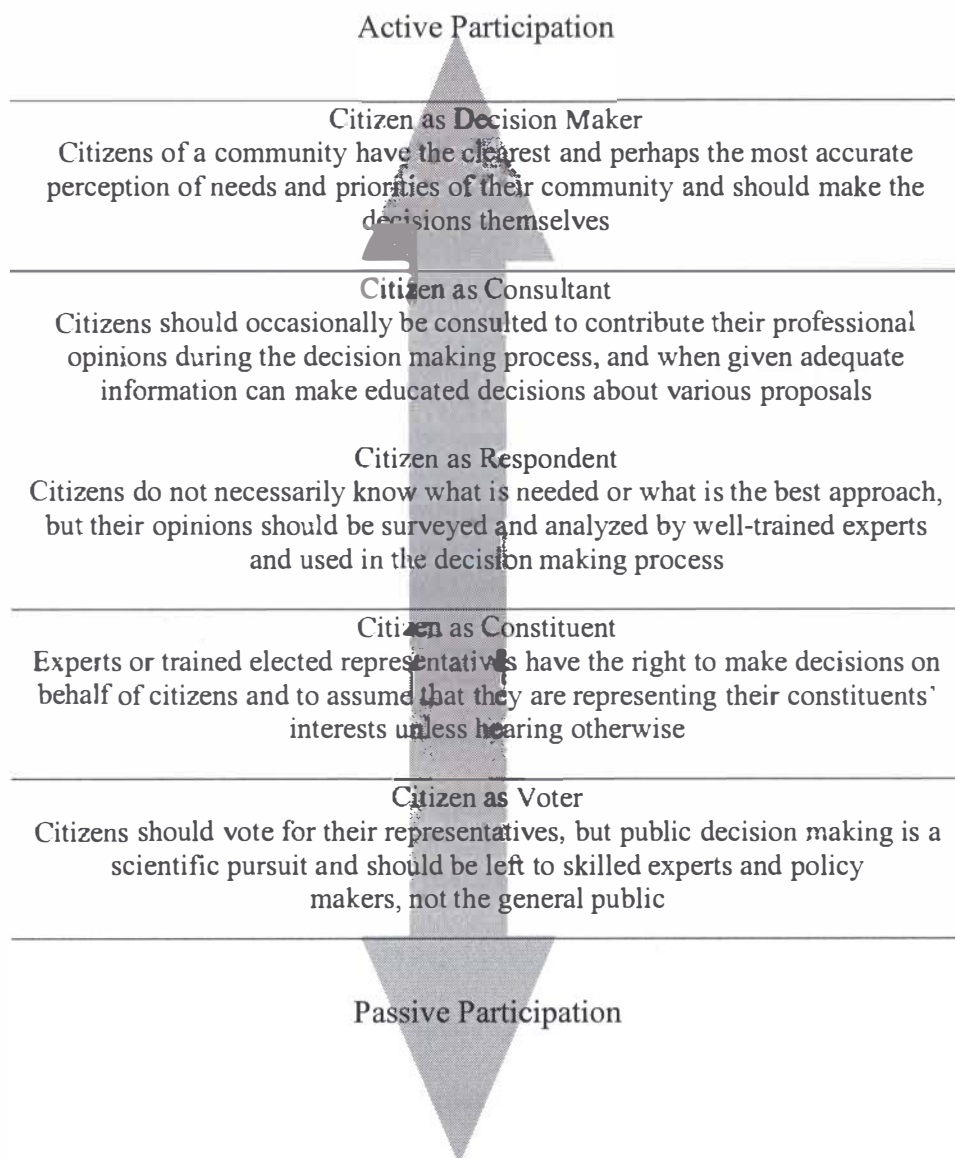 Active Participation
Citizen as Decision Maker
Citizens of a community have the clearest and perhaps the most accurate
perception of needs and priorities of their community and should make the
decisions themselves
Citizen as Consultant
Citizens should occasionally be consulted to contribute their professional
opinions during the decision making process, and when given adequate
information can make educated decisions about various proposals
Citizen as Respondent
Citizens do not necessarily know what is needed or what is the best approach,
but their opinions should be surveyed and analyzed by well-trained experts
and used in the decision making process
Citizen as Constituent
Experts or trained elected representatives have the right to make decisions on
behalf of citizens and to assume that they are representing their constituents'
interests unless hearing otherwise
Citizen as Voter
Citizens should vote for their representatives, but public decision making is a
scientific pursuit and should be left to skilled experts and policy
makers, not the general public
Passive Participation